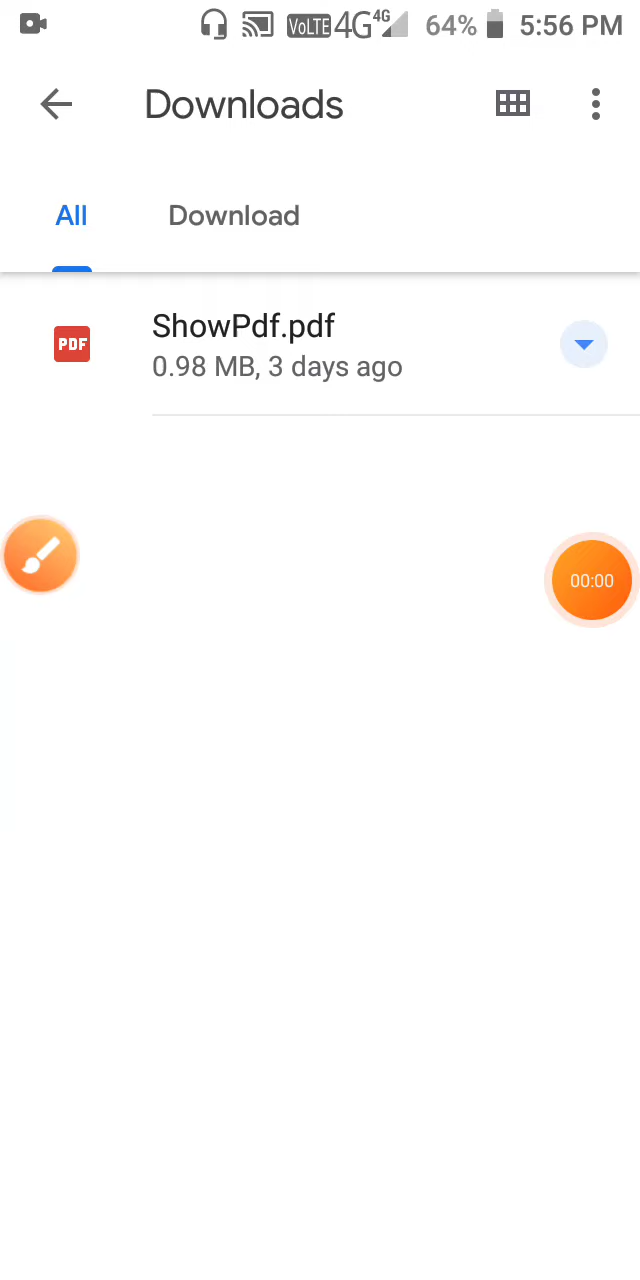 VoLTE 4G 4G 64% 5:56 PM
Downloads
All Download
ShowPdf.pdf
PDF
0.98 MB, 3 days ago
00:00